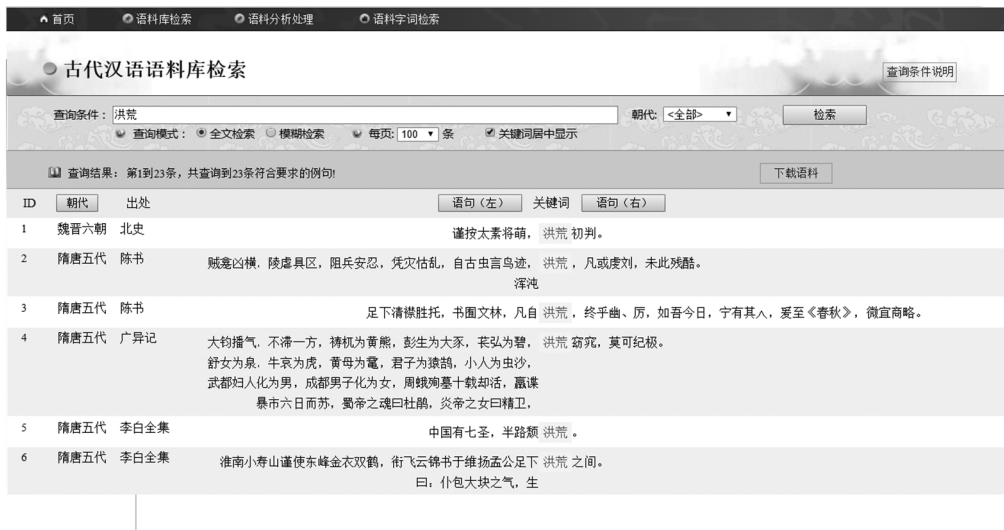 首页 语料库检索 语料分析处理 语料字词检索
古代汉语语料库检索
查询条件说明
查询条件： 洪荒 朝代: <全部> 检索
查询模式： 全文检索 模糊检索 每页: 100 条 关键词居中显示
查询结果： 第1到23条，共查询到23条符合要求的例句! 下载语料
ID 朝代 出处 语句（左） 关键词 语句（右）
1 魏晋六朝 北史 谨按太素将萌， 洪荒 初判。
2 隋唐五代 陈书 贼龛凶横，陵虐具区，阻兵安忍，凭灾怙乱，自古虫言鸟迹， 洪荒 ，凡或虔刘，未此残酷。
浑沌
3 隋唐五代 陈书 足下清襟胜托，书囿文林，凡自 洪荒 ，终乎幽、厉，如吾今日，宁有其人，爰至《春秋》，微宜商略。
4 隋唐五代 广异记 大钧播气，不滞一方，梼杌为黄熊，彭生为大豕，苌弘为碧， 洪荒 窈窕，莫可纪极。
舒女为泉，牛哀为虎，黄母为鼋，君子为猿鹄，小人为虫沙，
武都妇人化为男，成都男子化为女，周娥殉墓十载却活，嬴谍
暴市六日而苏，蜀帝之魂曰杜鹃，炎帝之女曰精卫，
5 隋唐五代 李白全集 中国有七圣，半路颓 洪荒 。
6 隋唐五代 李白全集 淮南小寿山谨使东峰金衣双鹤，衔飞云锦书于维扬孟公足下 洪荒 之间。
曰：仆包大块之气，生